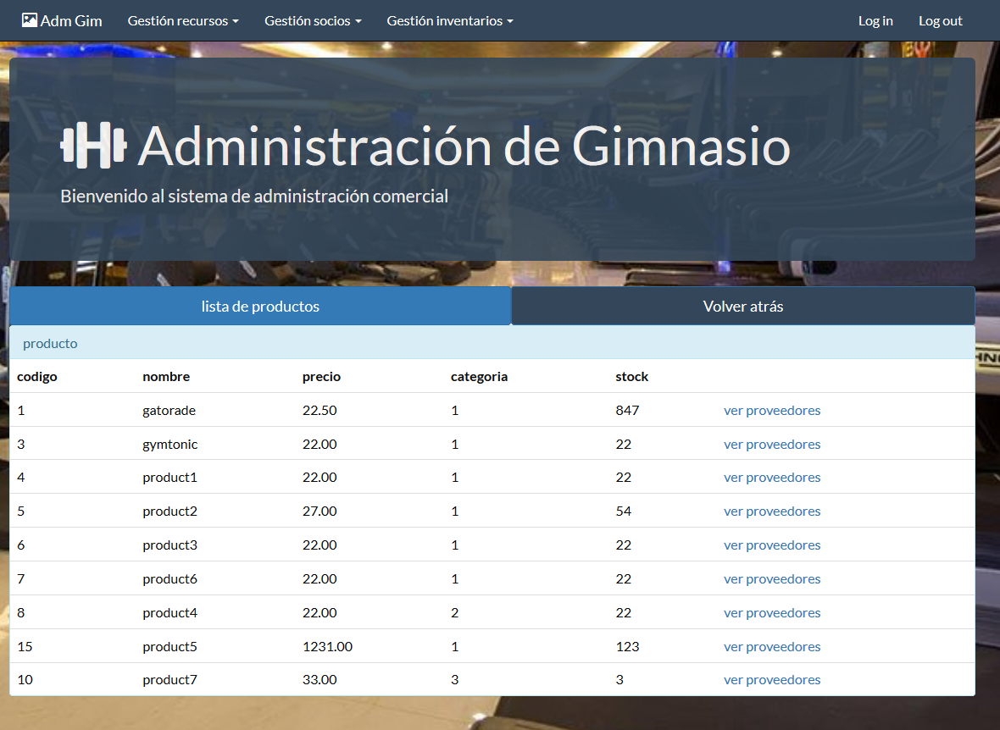 Adm Gim Gestión recursos Gestión socios Gestión inventarios Log in Log out
Administración de Gimnasio
Bienvenido al sistema de administración comercial
lista de productos Volver atrás
producto
codigo nombre precio categoria stock
1 gatorade 22.50 1 847 ver proveedores
3 gymtonic 22.00 1 22 ver proveedores
4 product1 22.00 1 22 ver proveedores
5 product2 27.00 1 54 ver proveedores
6 product3 22.00 1 22 ver proveedores
7 product6 22.00 1 22 ver proveedores
8 product4 22.00 2 22 ver proveedores
15 product5 1231.00 1 123 ver proveedores
10 product7 33.00 3 3 ver proveedores